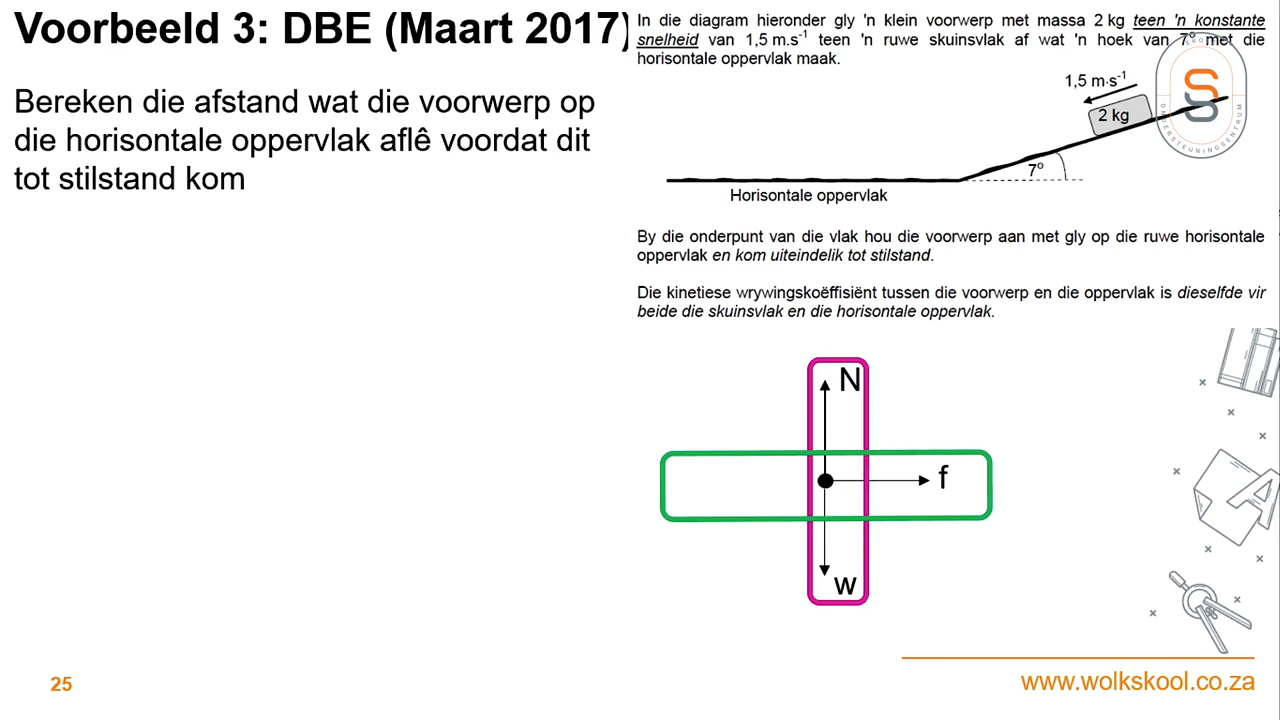 Voorbeeld 3: DBE (Maart 2017)
Bereken die afstand wat die voorwerp op
die horisontale oppervlak aflê voordat dit
tot stilstand kom
In die diagram hieronder gly 'n klein voorwerp met massa 2 kg teen 'n konstante
snelheid van 1,5 m.s-1 teen 'n ruwe skuinsvlak af wat 'n hoek van 7º met die
horisontale oppervlak maak.
1,5 m·s-1
2 kg
7º
Horisontale oppervlak
ONDERSTEUNINGSENTRUM
By die onderpunt van die vlak hou die voorwerp aan met gly op die ruwe horisontale
oppervlak en kom uiteindelik tot stilstand.
Die kinetiese wrywingskoëffisiënt tussen die voorwerp en die oppervlak is dieselfde vir
beide die skuinsvlak en die horisontale oppervlak.
N
f
w
A
25
www.wolkskool.co.za